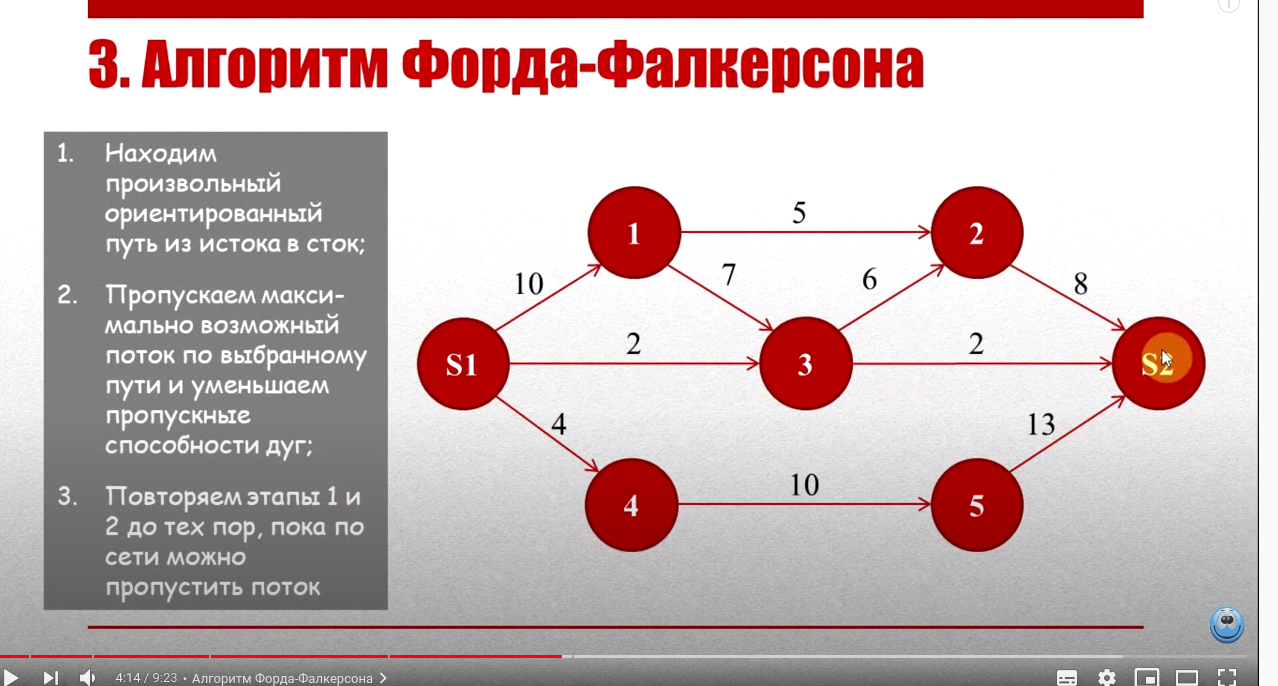 3. Алгоритм Форда-Фалкерсона
1. Находим
произвольный
ориентированный
путь из истока в сток;
2. Пропускаем макси-
мально возможный
поток по выбранному
пути и уменьшаем
пропускные
способности дуг;
3. Повторяем этапы 1 и
2 до тех пор, пока по
сети можно
пропустить поток
5
1
2
10
7
6
8
2
2
S1
3
S2
4
13
10
4
5
4:14 / 9:23 • Алгоритм Форда-Фалкерсона